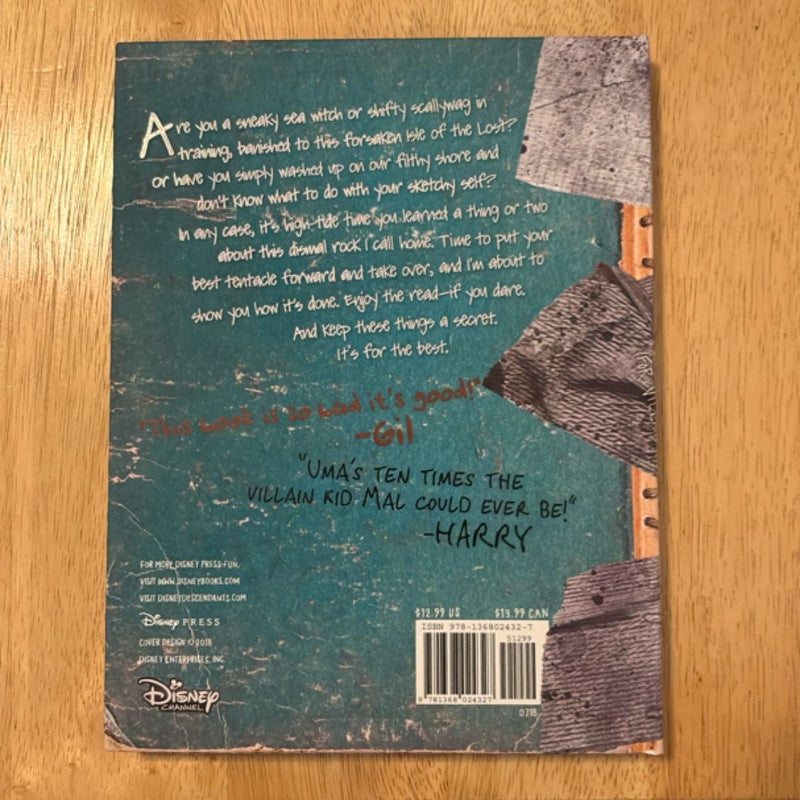 Are you a sneaky sea witch or shifty scallywag in
training, banished to this forsaken Isle of the Lost?
or have you simply washed up on our filthy shore and
don't know what to do with your sketchy self?
In any case, it's high-tide time you learned a thing or two
about this dismal rock I call home. Time to put your
best tentacle forward and take over, and I'm about to
show you how it's done. Enjoy the read—if you dare.
And keep these things a secret.
It's for the best.
"This book is so bad it's good!"
-Gil
"UMA'S TEN TIMES THE
VILLAIN KID MAL COULD EVER BE!"
-HARRY
FOR MORE DISNEY PRESS FUN,
VISIT WWW.DISNEYBOOKS.COM
VISIT DISNEYDESCENDANTS.COM
Disney PRESS
COVER DESIGN © 2018
DISNEY ENTERPRISES, INC.
DISNEY
CHANNEL
$12.99 US $13.99 CAN
ISBN 978-136802432-7
51299
9 781368 024327
0718